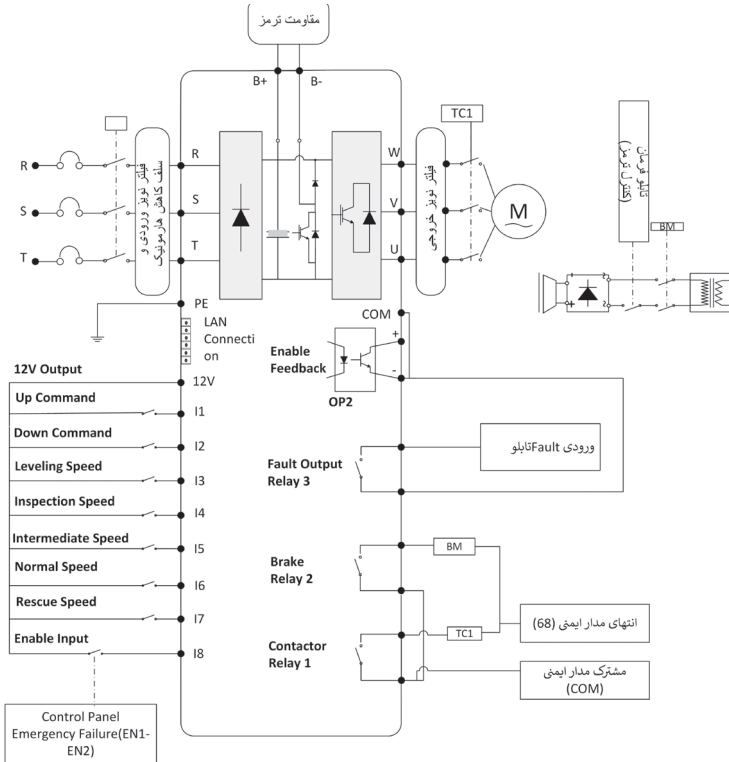 مقاومت ترمز
B+
B-
TC1
R
S
T
فیلتر نویز ورودی و
سلف کاهش هارمونیک
R
S
T
W
V
U
فیلتر نویز خروجی
M
تابلو فرمان
(کنترل ترمز)
BM
PE
LAN
Connecti
on
COM
+
-
Enable
Feedback
OP2
12V Output
12V
Up Command
I1
Down Command
I2
Leveling Speed
I3
Inspection Speed
I4
Intermediate Speed
I5
Normal Speed
I6
Rescue Speed
I7
Enable Input
I8
Fault Output
Relay 3
ورودی Faultتابلو
Brake
Relay 2
BM
Contactor
Relay 1
TC1
انتهای مدار ایمنی (68)
مشترک مدار ایمنی
(COM)
Control Panel
Emergency Failure(EN1-
EN2)